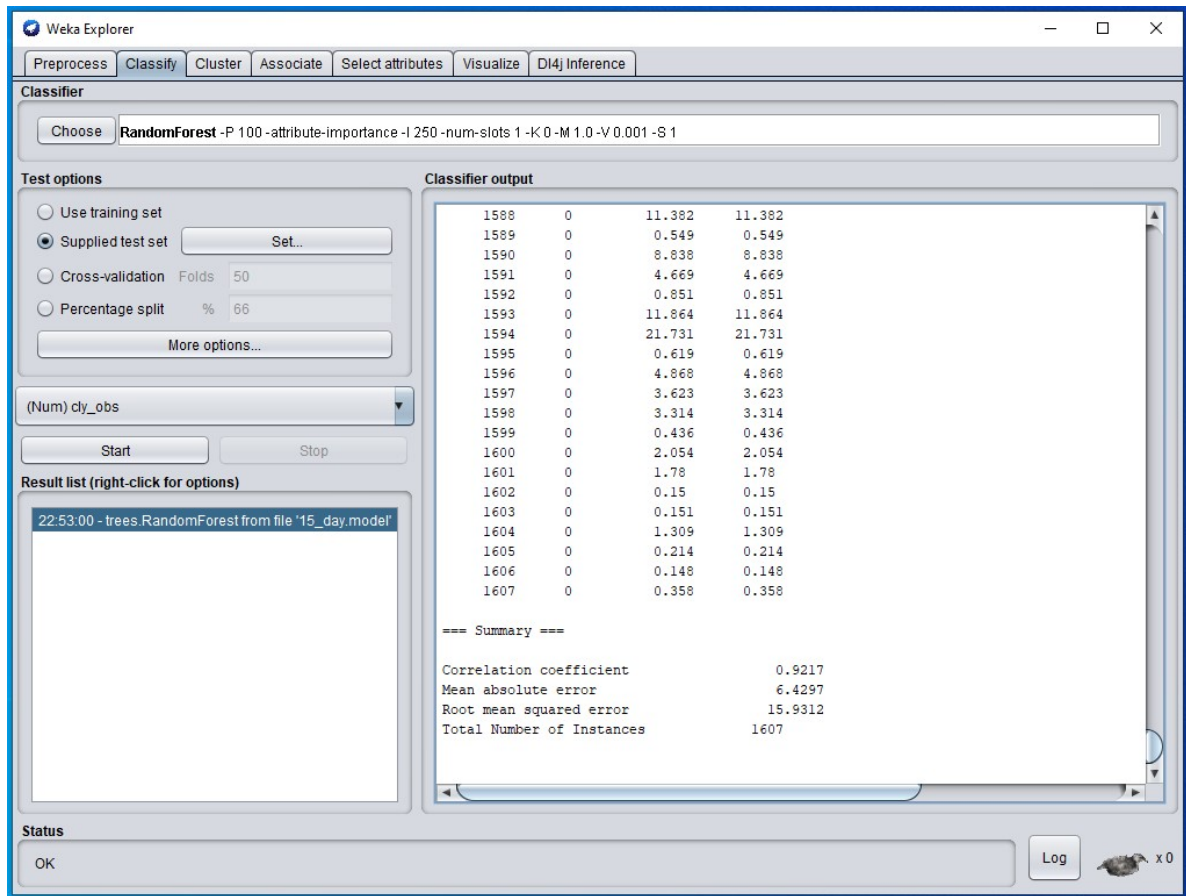 Weka Explorer
Preprocess Classify Cluster Associate Select attributes Visualize Dl4j Inference
Classifier
Choose RandomForest -P 100 -attribute-importance -I 250 -num-slots 1 -K 0 -M 1.0 -V 0.001 -S 1
Test options
Use training set
Supplied test set Set...
Cross-validation Folds 50
Percentage split % 66
More options...
(Num) cly_obs
Start Stop
Result list (right-click for options)
22:53:00 - trees.RandomForest from file '15_day.model'
Classifier output
1588 0 11.382 11.382
1589 0 0.549 0.549
1590 0 8.838 8.838
1591 0 4.669 4.669
1592 0 0.851 0.851
1593 0 11.864 11.864
1594 0 21.731 21.731
1595 0 0.619 0.619
1596 0 4.868 4.868
1597 0 3.623 3.623
1598 0 3.314 3.314
1599 0 0.436 0.436
1600 0 2.054 2.054
1601 0 1.78 1.78
1602 0 0.15 0.15
1603 0 0.151 0.151
1604 0 1.309 1.309
1605 0 0.214 0.214
1606 0 0.148 0.148
1607 0 0.358 0.358
=== Summary ===
Correlation coefficient 0.9217
Mean absolute error 6.4297
Root mean squared error 15.9312
Total Number of Instances 1607
Status
OK
Log x 0